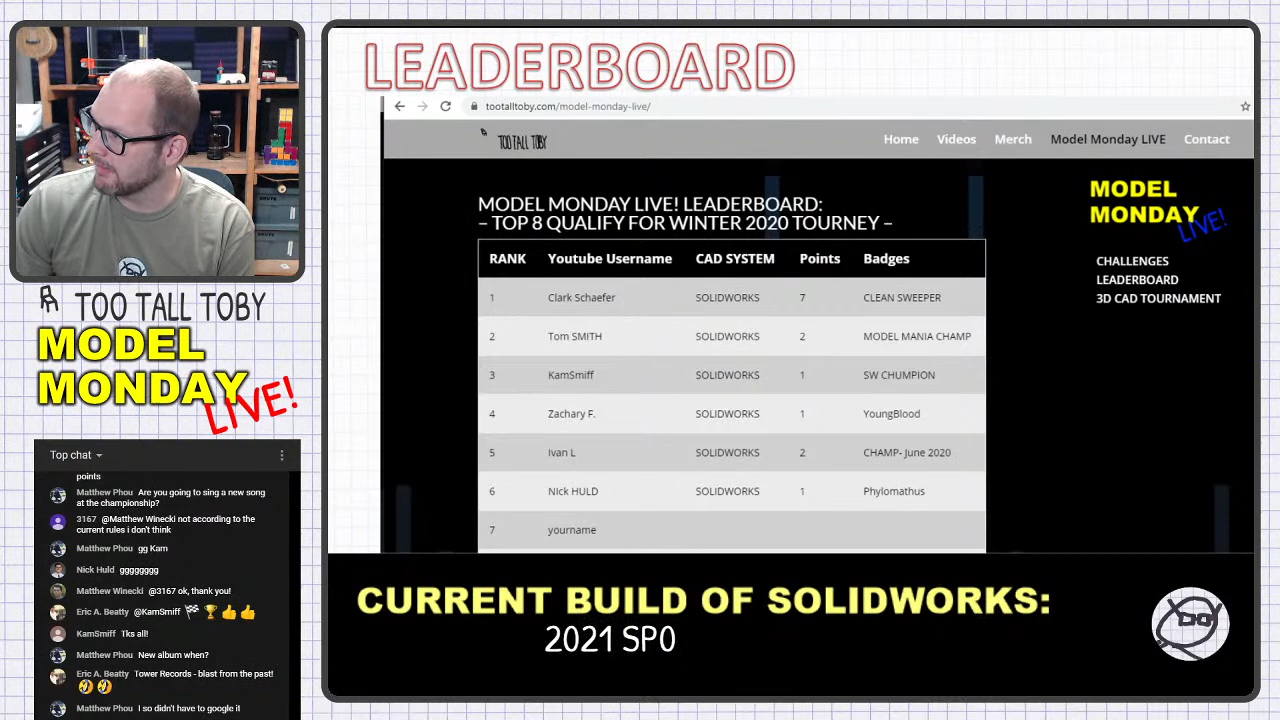 LEADERBOARD
tootalltoby.com/model-monday-live/
TOO TALL TOBY
Home Videos Merch Model Monday LIVE Contact
MODEL MONDAY LIVE! LEADERBOARD:
– TOP 8 QUALIFY FOR WINTER 2020 TOURNEY –
RANK Youtube Username CAD SYSTEM Points Badges
1 Clark Schaefer SOLIDWORKS 7 CLEAN SWEEPER
2 Tom SMITH SOLIDWORKS 2 MODEL MANIA CHAMP
3 KamSmiff SOLIDWORKS 1 SW CHUMPION
4 Zachary F. SOLIDWORKS 1 YoungBlood
5 Ivan L SOLIDWORKS 2 CHAMP- June 2020
6 Nick HULD SOLIDWORKS 1 Phylomathus
7 yourname
MODEL
MONDAY
LIVE!
CHALLENGES
LEADERBOARD
3D CAD TOURNAMENT
TOO TALL TOBY
MODEL
MONDAY
LIVE!
Top chat
points
Matthew Phou Are you going to sing a new song
at the championship?
3167 @Matthew Winecki not according to the
current rules i don't think
Matthew Phou gg Kam
Nick Huld gggggggg
Matthew Winecki @3167 ok, thank you!
Eric A. Beatty @KamSmiff 🏁 🏆 👍 👍
KamSmiff Tks all!
Matthew Phou New album when?
Eric A. Beatty Tower Records - blast from the past!
🤣 🤣
Matthew Phou I so didn't have to google it
CURRENT BUILD OF SOLIDWORKS:
2021 SP0